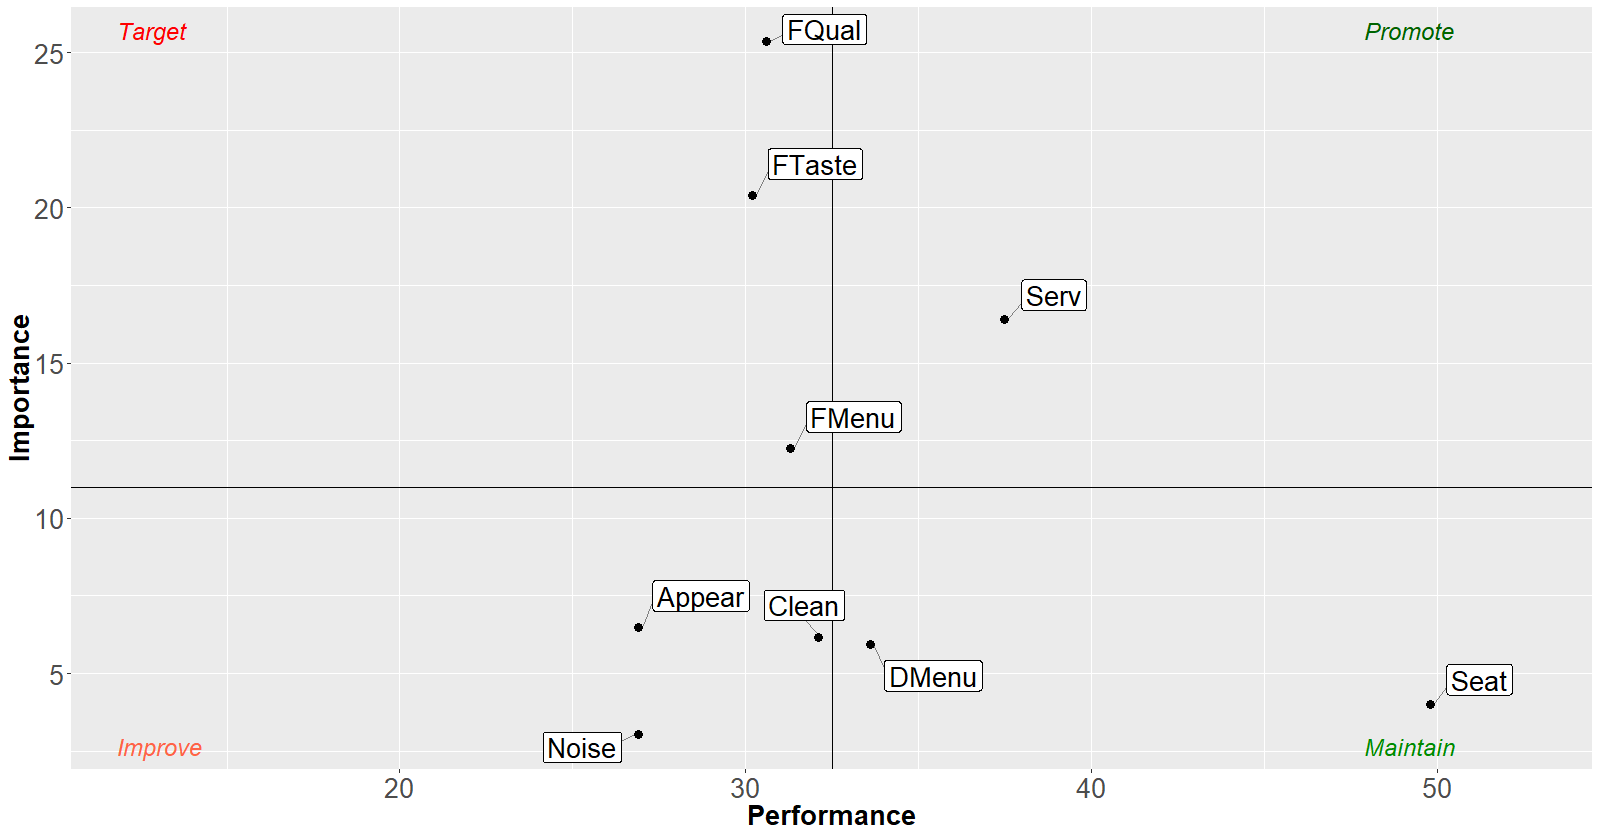 Target
FQual
Promote
25
FTaste
20
Serv
15
Importance
FMenu
10
Appear
Clean
5
DMenu
Seat
Improve
Noise
Maintain
20
30
40
50
Performance